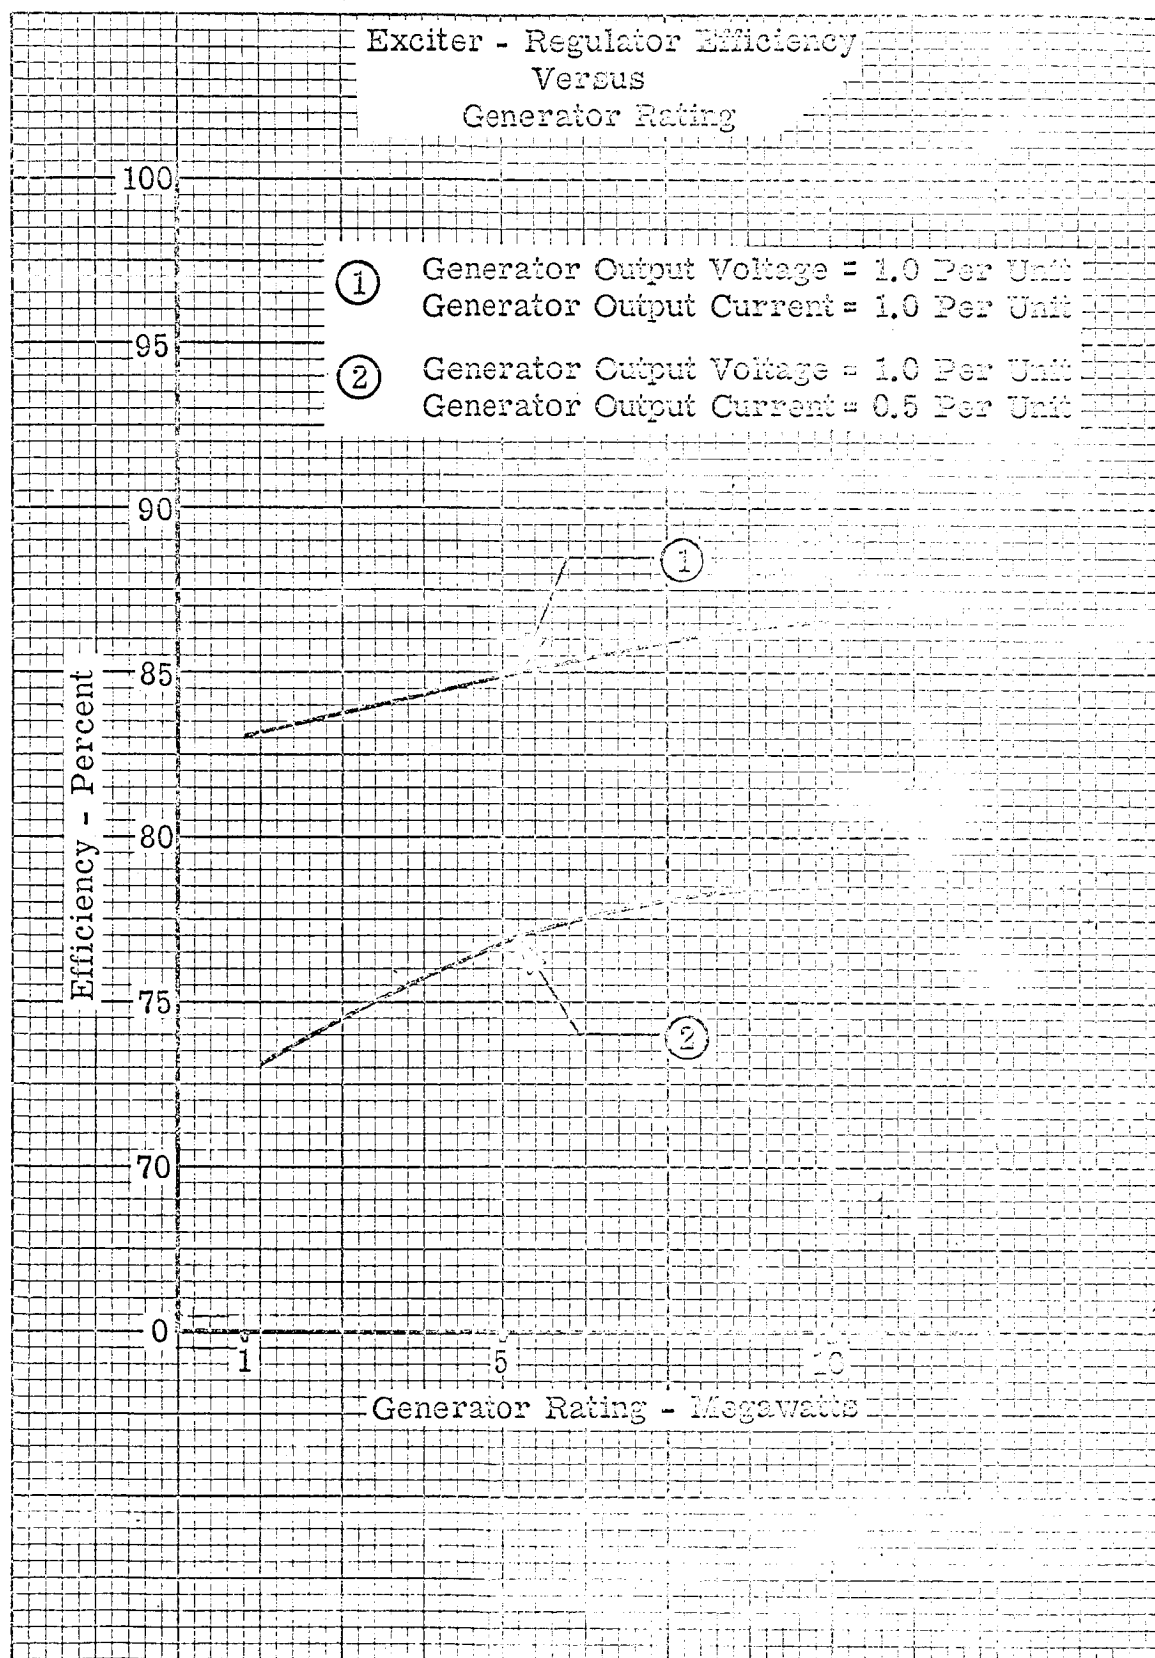 Exciter - Regulator Efficiency
Versus
Generator Rating
100
① Generator Output Voltage = 1.0 Per Unit
Generator Output Current = 1.0 Per Unit
95
② Generator Output Voltage = 1.0 Per Unit
Generator Output Current = 0.5 Per Unit
90
①
85
Efficiency - Percent
80
75
②
70
0
1 5 10
Generator Rating - Megawatts